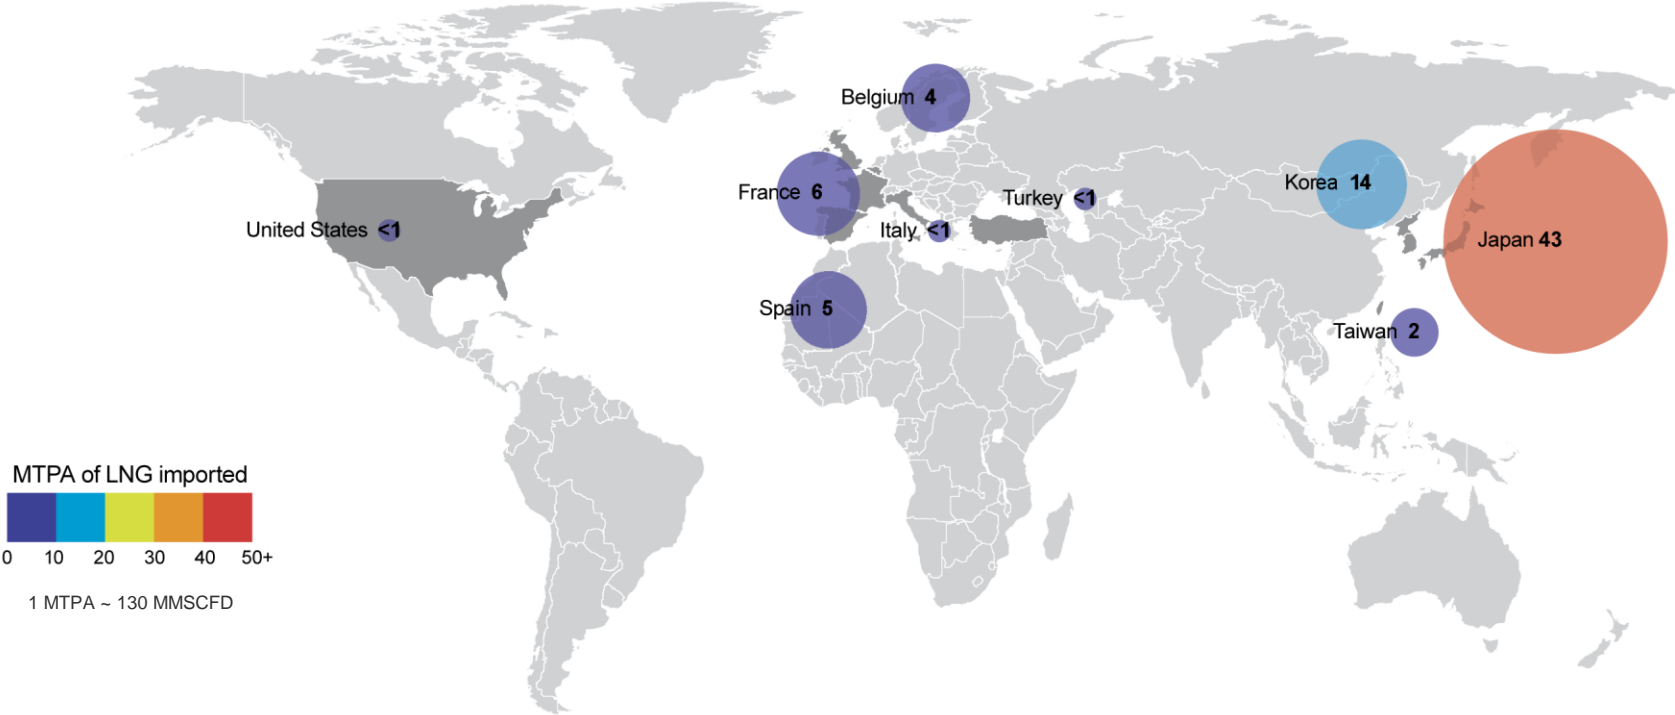 Belgium 4
France 6
Turkey <1
Korea 14
United States <1
Italy <1
Japan 43
Spain 5
Taiwan 2
MTPA of LNG imported
0 10 20 30 40 50+
1 MTPA ~ 130 MMSCFD